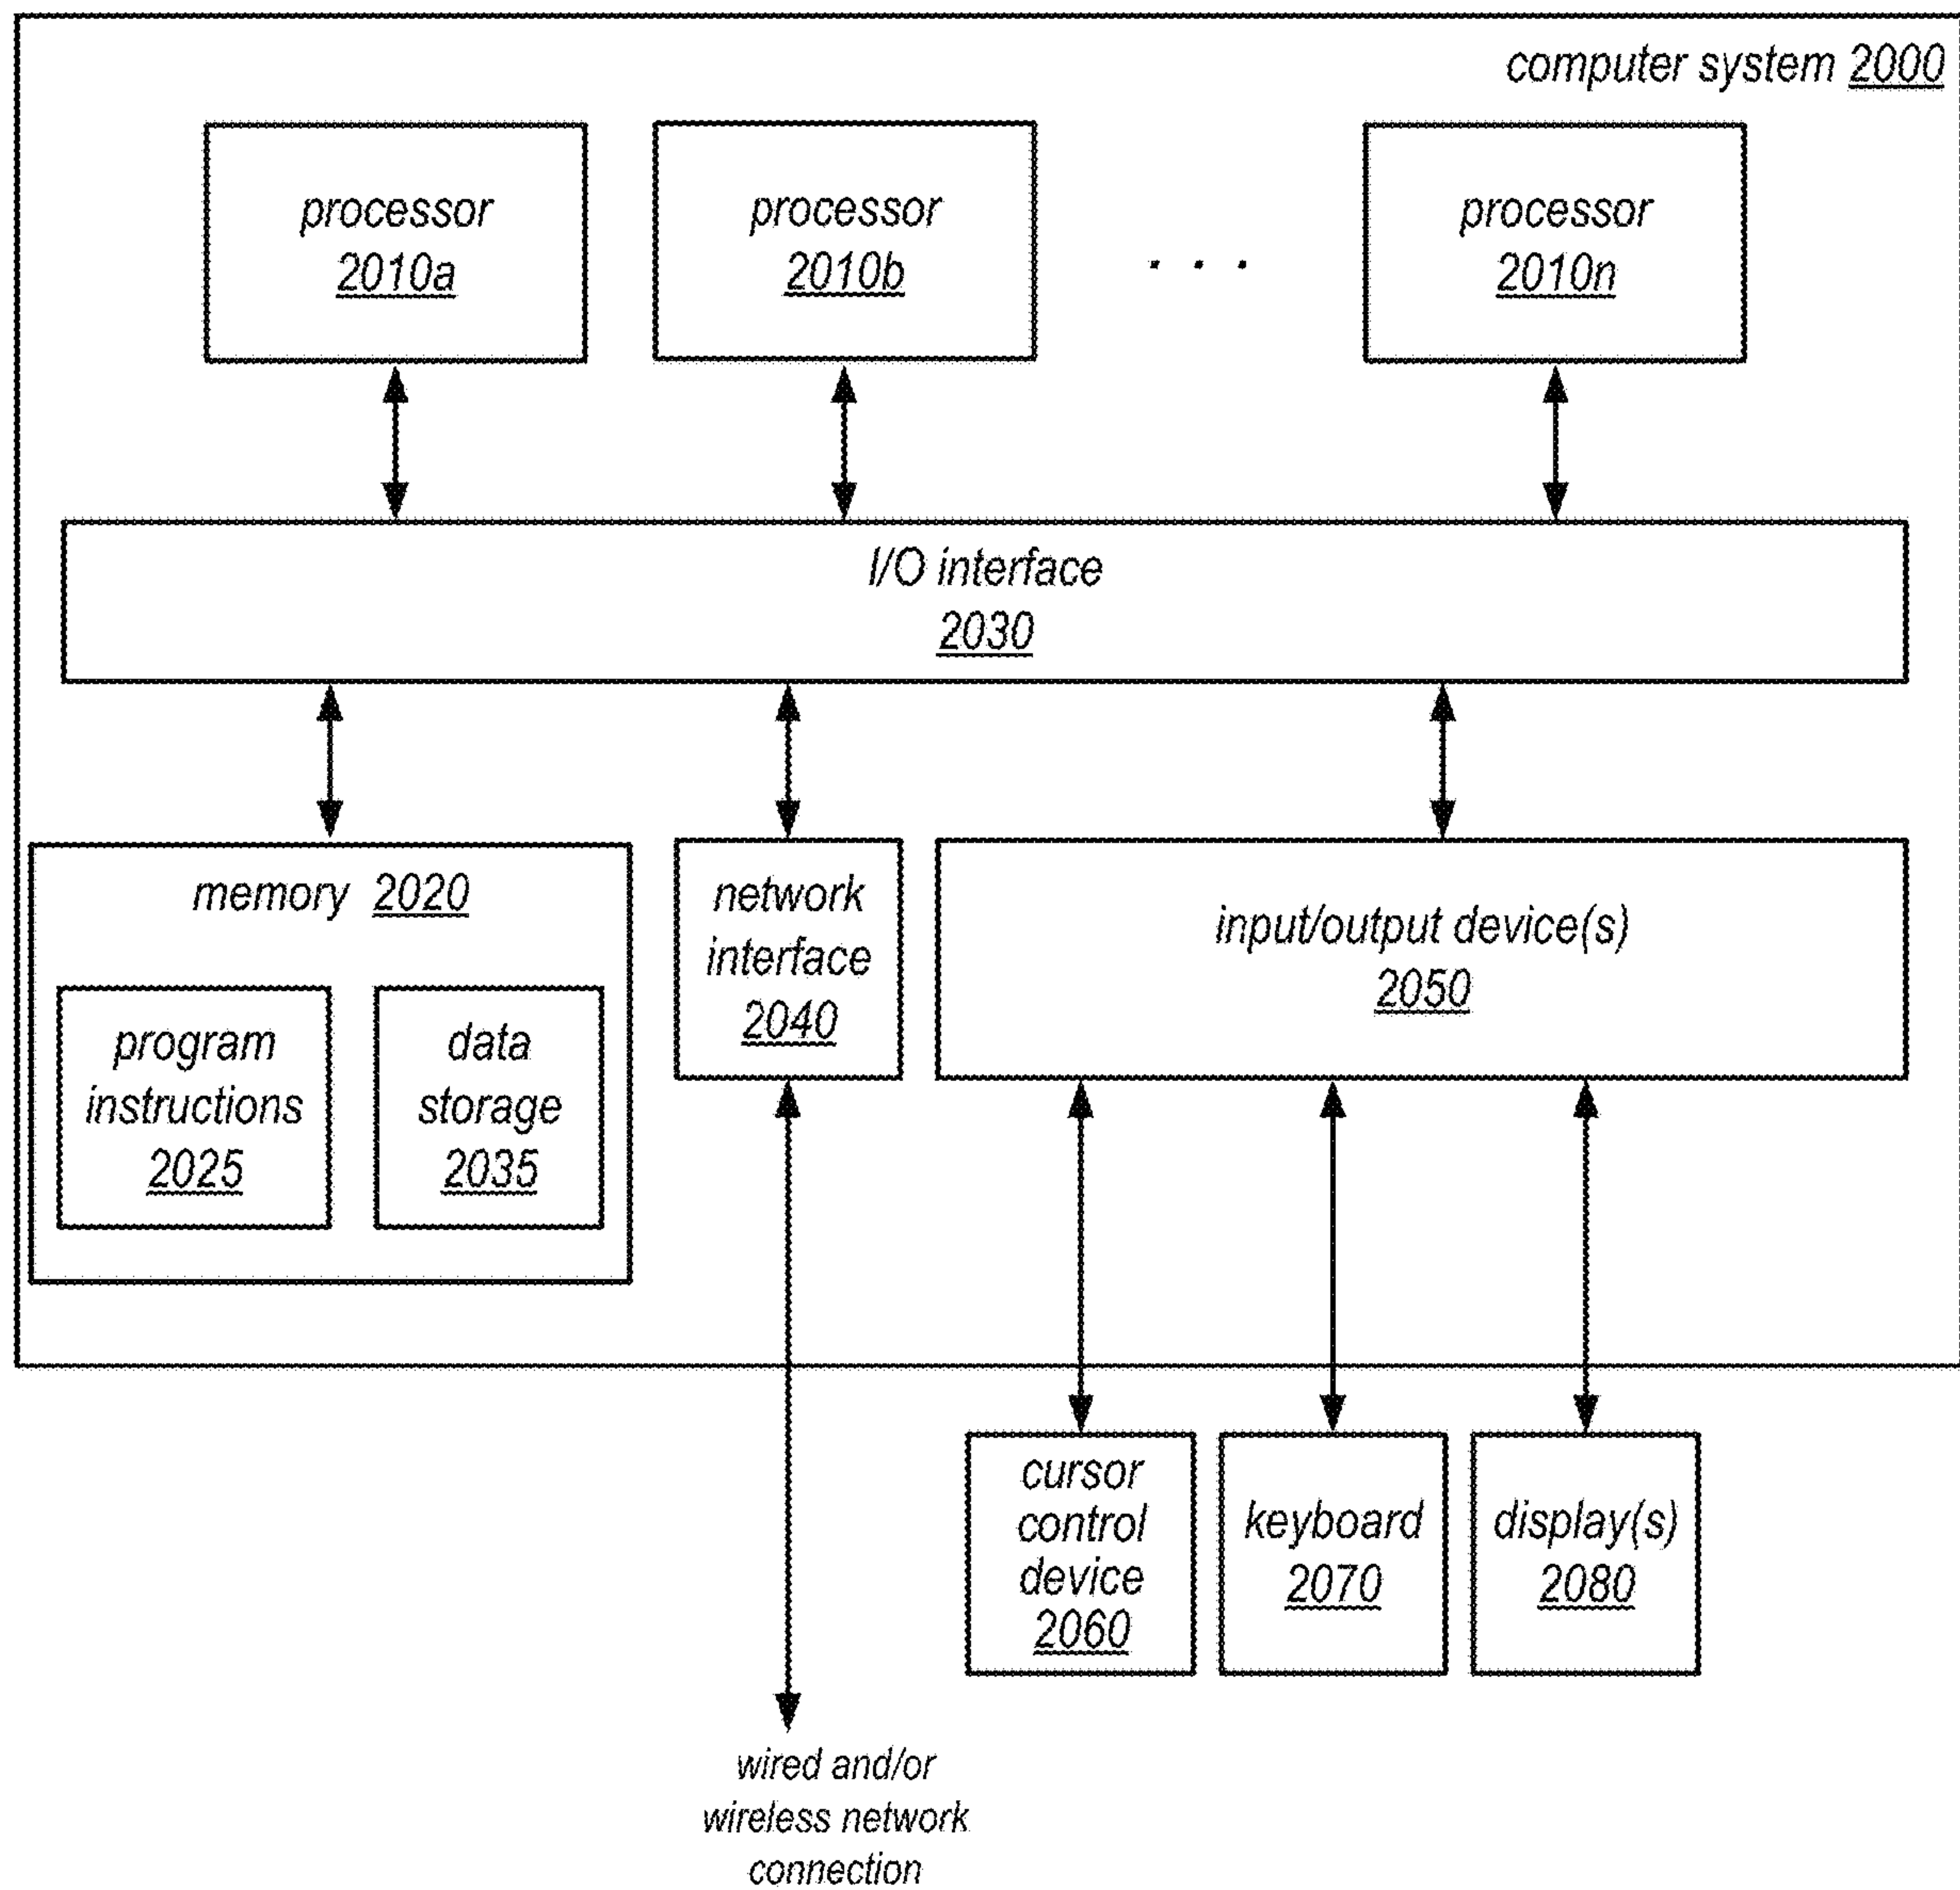 computer system 2000
processor
2010a
processor
2010b
. . .
processor
2010n
I/O interface
2030
memory 2020
program
instructions
2025
data
storage
2035
network
interface
2040
input/output device(s)
2050
cursor
control
device
2060
keyboard
2070
display(s)
2080
wired and/or
wireless network
connection